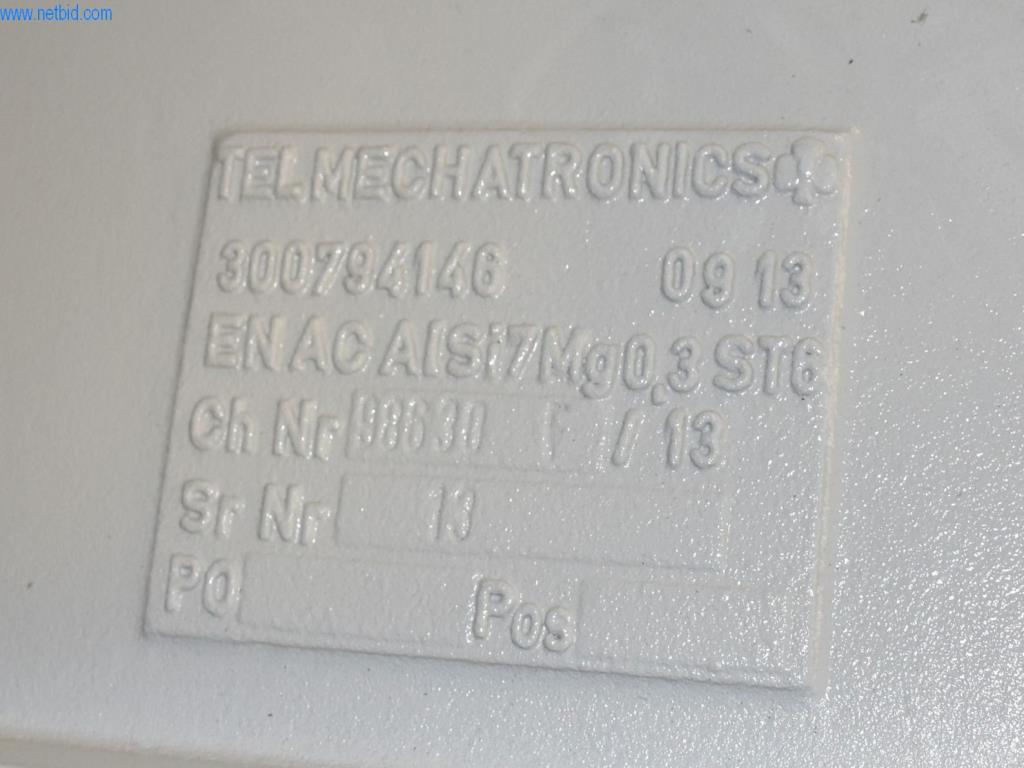 www.netbid.com
TEL MECHATRONICS
300794146 09 13
EN AC AlSi7Mg0,3 ST6
Ch Nr 98630 / 13
Sr Nr 13
PO Pos